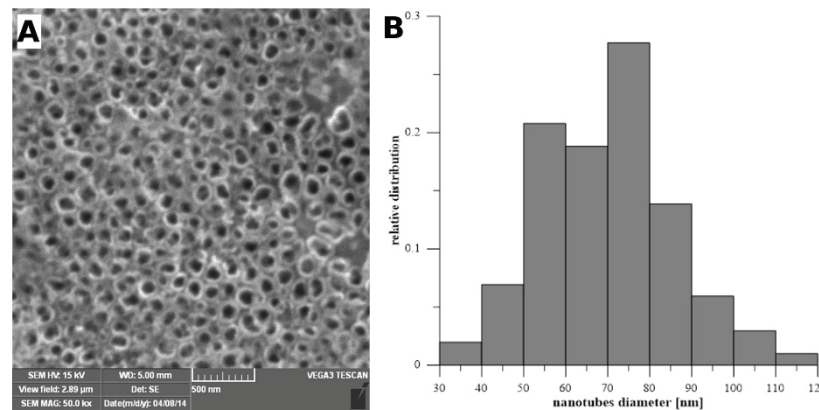 A
SEM HV: 15 kV WD: 5.00 mm VEGA3 TESCAN
View field: 2.89 µm Det: SE 500 nm
SEM MAG: 50.0 kx Date(m/d/y): 04/08/14
B
relative distribution
0.3
0.2
0.1
0
30 40 50 60 70 80 90 100 110 120
nanotubes diameter [nm]